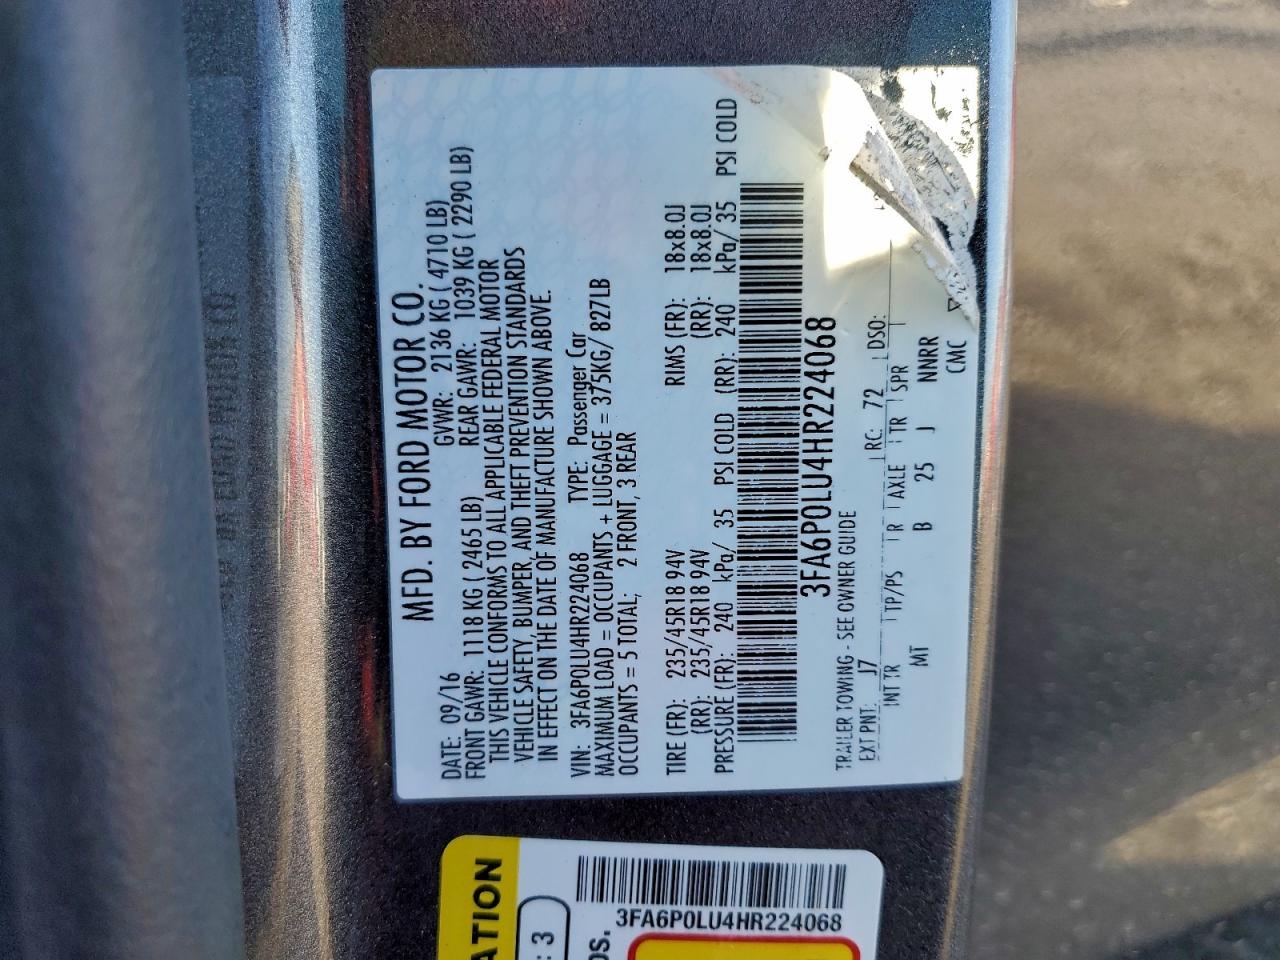 MFD. BY FORD MOTOR CO.
DATE: 09/16 GVWR: 2136 KG ( 4710 LB)
FRONT GAWR: 1118 KG ( 2465 LB) REAR GAWR: 1039 KG ( 2290 LB)
THIS VEHICLE CONFORMS TO ALL APPLICABLE FEDERAL MOTOR
VEHICLE SAFETY, BUMPER, AND THEFT PREVENTION STANDARDS
IN EFFECT ON THE DATE OF MANUFACTURE SHOWN ABOVE.
VIN: 3FA6P0LU4HR224068 TYPE: Passenger Car
MAXIMUM LOAD = OCCUPANTS + LUGGAGE = 375KG/ 827LB
OCCUPANTS = 5 TOTAL, 2 FRONT, 3 REAR
TIRE (FR): 235/45R18 94V RIMS (FR): 18x8.0J
(RR): 235/45R18 94V (RR): 18x8.0J
PRESSURE (FR): 240 kPa/ 35 PSI COLD (RR): 240 kPa/ 35 PSI COLD
3FA6P0LU4HR224068
TRAILER TOWING - SEE OWNER GUIDE
EXT PNT: J7 RC: 72 DSO:
INT TR TP/PS R AXLE TR SPR
MT B 25 J NNRR
CMC
ATION
: 3
3FA6P0LU4HR224068
DS.